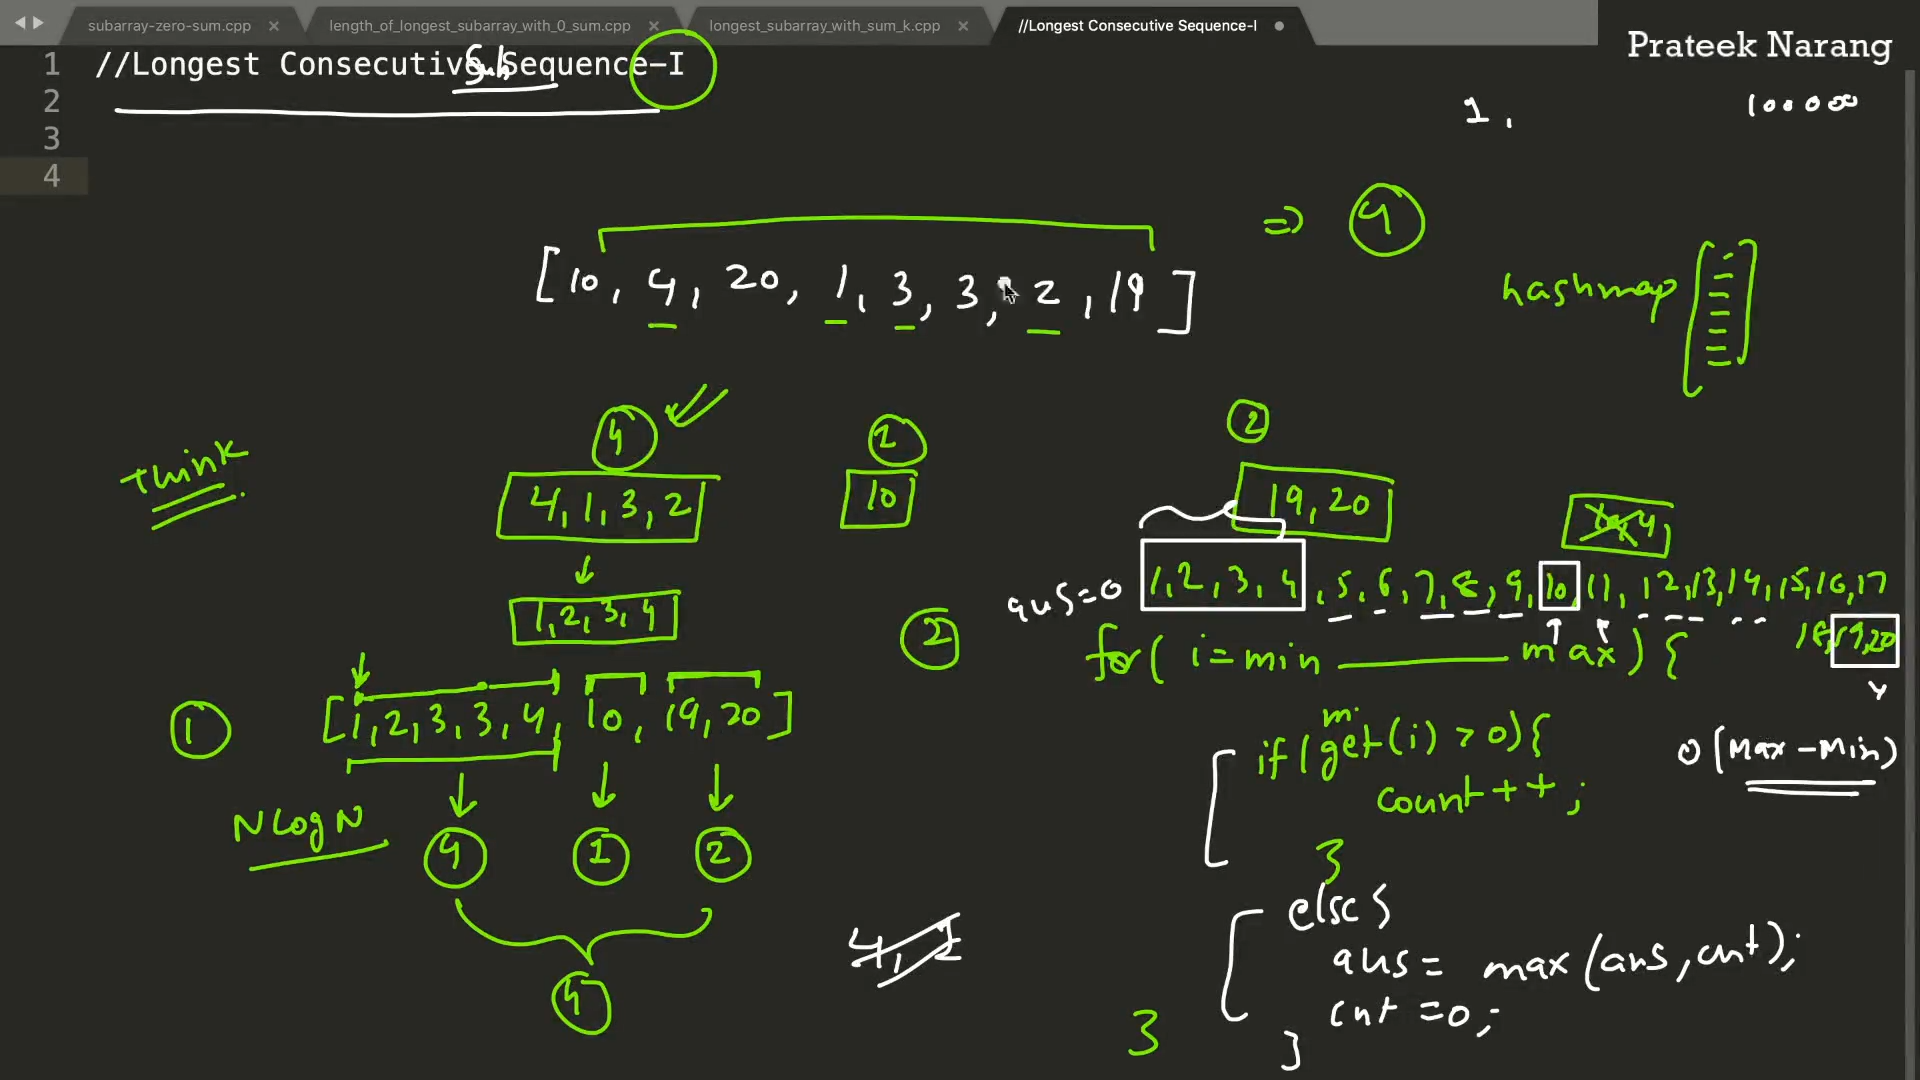 subarray-zero-sum.cpp × length_of_longest_subarray_with_0_sum.cpp × longest_subarray_with_sum_k.cpp × //Longest Consecutive Sequence-I
Prateek Narang
1 //Longest Consecutive Sequence-I
Sub
2
3
4
1, 100000
[10, 4, 20, 1, 3, 3, 2, 19] => 4
hashmap
Think
4 1 2
4, 1, 3, 2 10 19, 20
1, 2, 3, 4
ans=0 1, 2, 3, 4, 5, 6, 7, 8, 9, 10, 11, 12, 13, 14, 15, 16, 17
18, 19, 20
2 for( i=min max) {
1 [1, 2, 3, 3, 4, 10, 19, 20]
if(m.get(i) > 0){
count++;
}
O(Max-Min)
NLogN
4 1 2
4, 1
else {
ans= max(ans, cnt);
cnt =0;
}
4
}